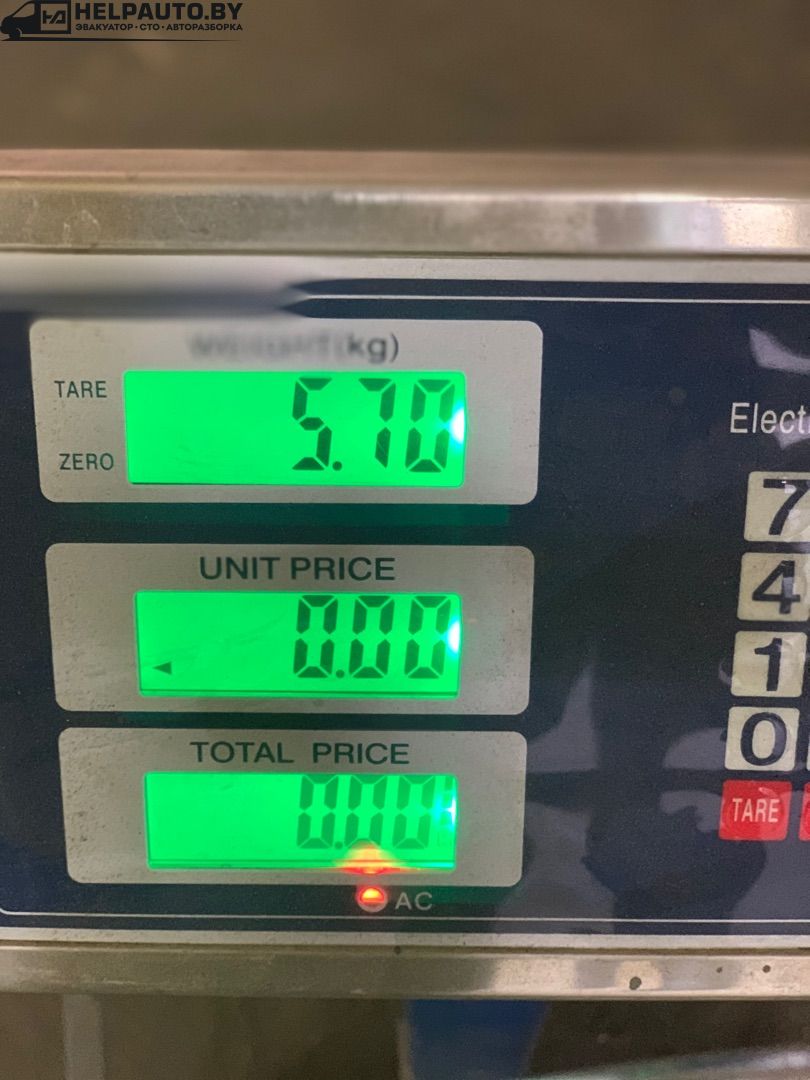 HELPAUTO.BY
ЭВАКУАТОР • СТО • АВТОРАЗБОРКА
WEIGHT(kg)
TARE
5.70
ZERO
Elect
UNIT PRICE
0.00
TOTAL PRICE
0.00
AC
7
4
1
0
TARE